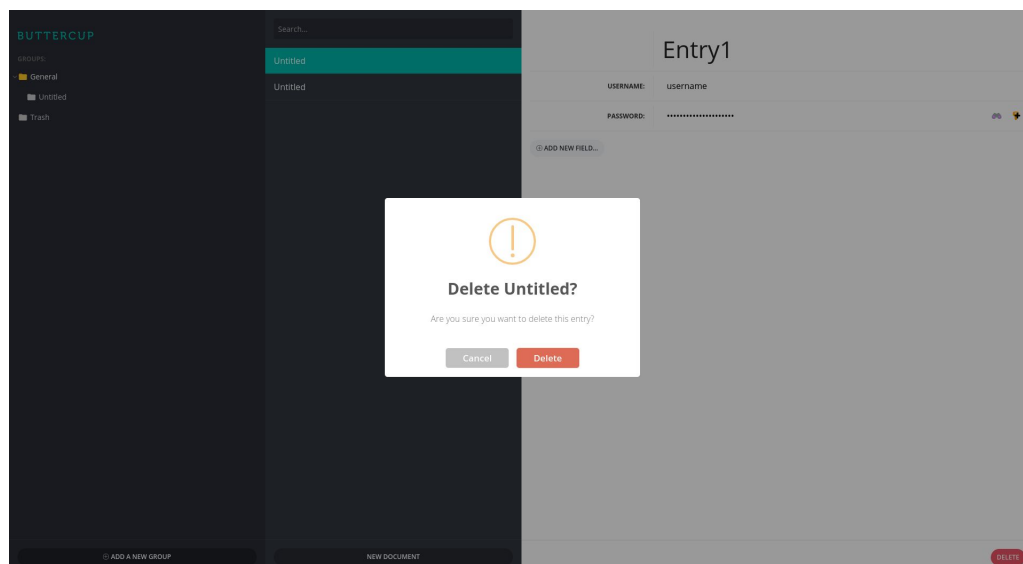 BUTTERCUP
GROUPS:
General
Untitled
Trash
⊕ ADD A NEW GROUP
Search...
Untitled
Untitled
NEW DOCUMENT
Entry1
USERNAME: username
PASSWORD: ••••••••••••••••••••
⊕ ADD NEW FIELD...
DELETE
Delete Untitled?
Are you sure you want to delete this entry?
Cancel Delete